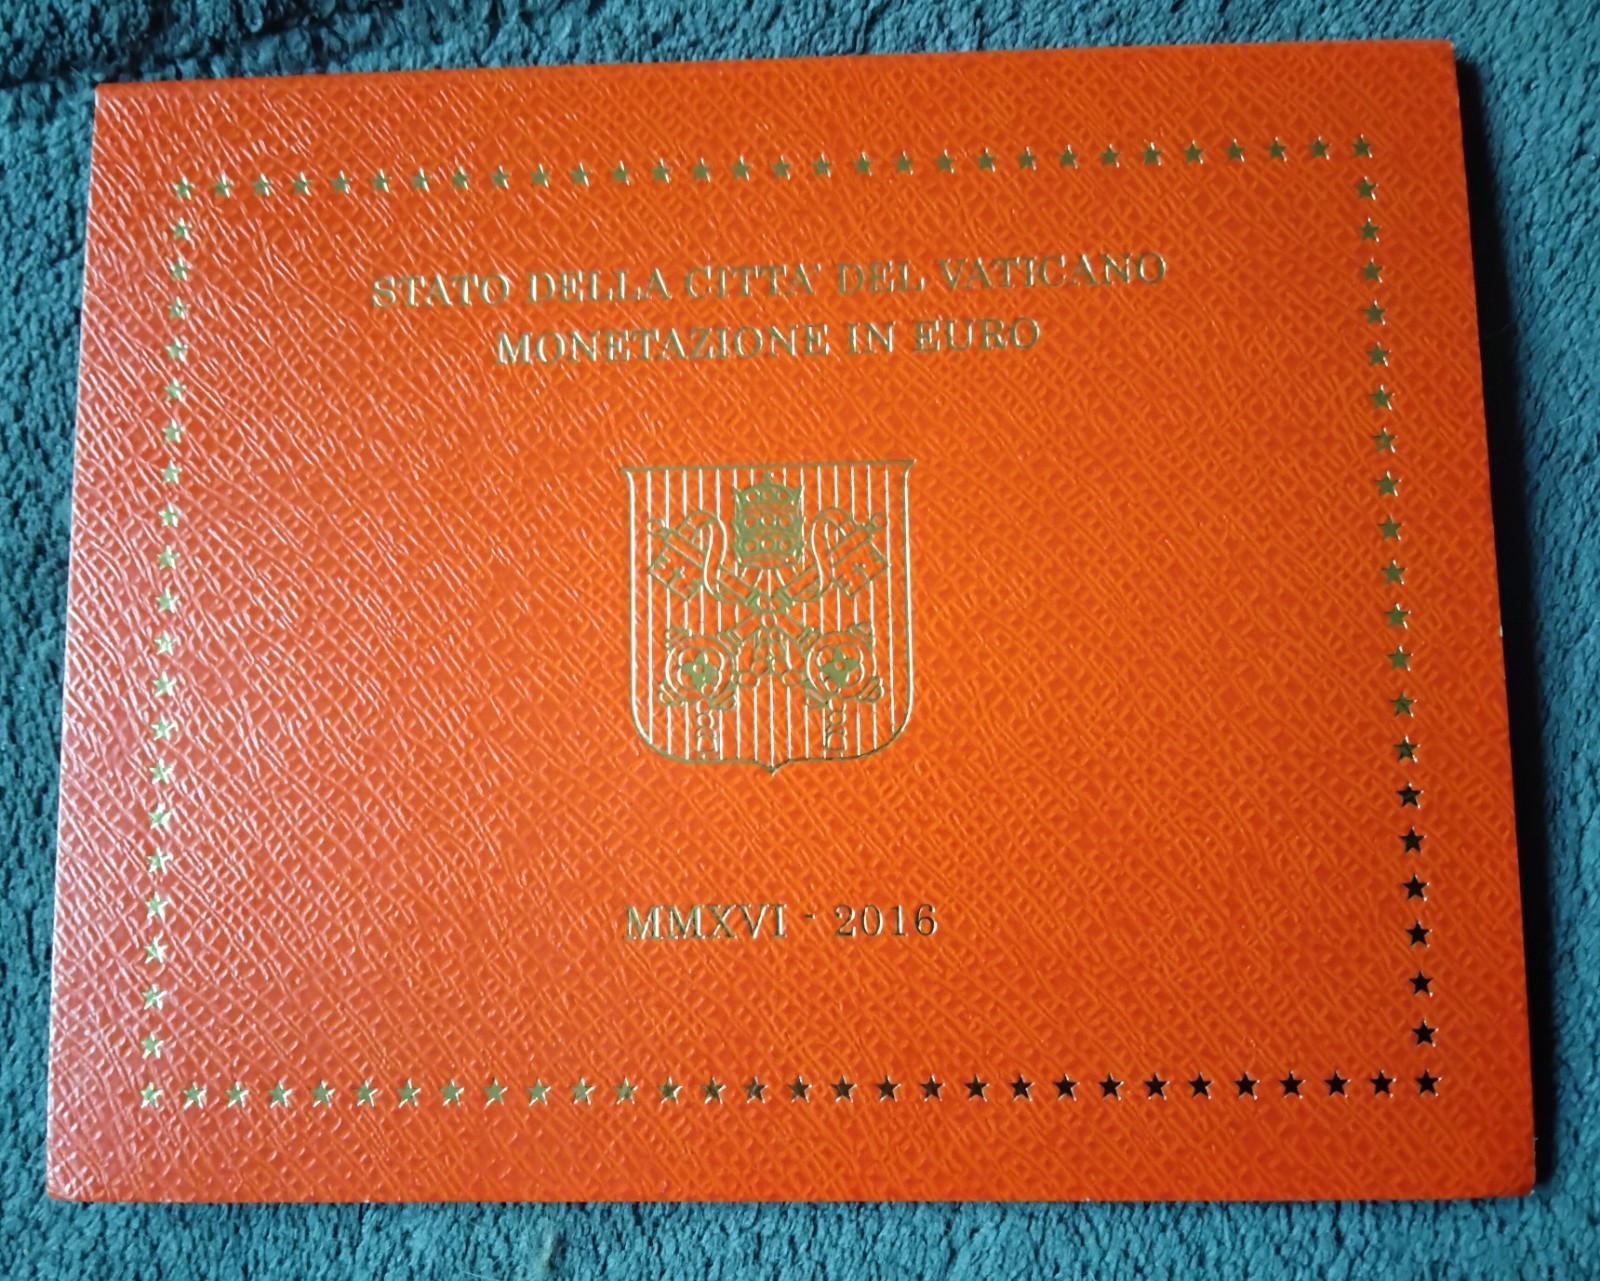 STATO DELLA CITTA' DEL VATICANO
MONETAZIONE IN EURO
MMXVI - 2016